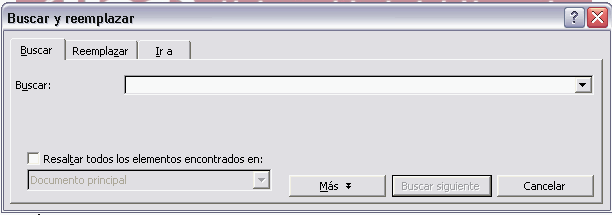 Buscar y reemplazar
Buscar Reemplazar Ir a
Buscar:
Resaltar todos los elementos encontrados en:
Documento principal
Más Buscar siguiente Cancelar